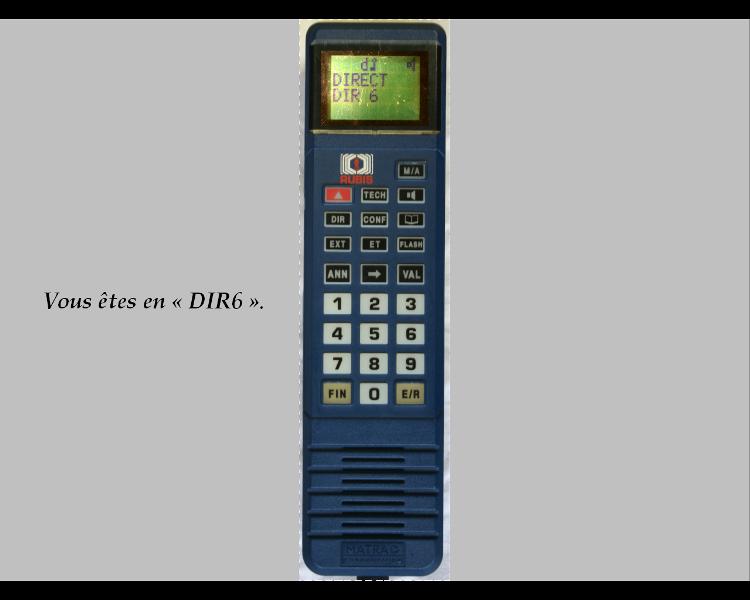 DIRECT
DIR 6
RUBIS
M/A
TECH
DIR CONF
EXT ET FLASH
Vous êtes en « DIR6 ».
ANN VAL
1 2 3
4 5 6
7 8 9
FIN 0 E/R